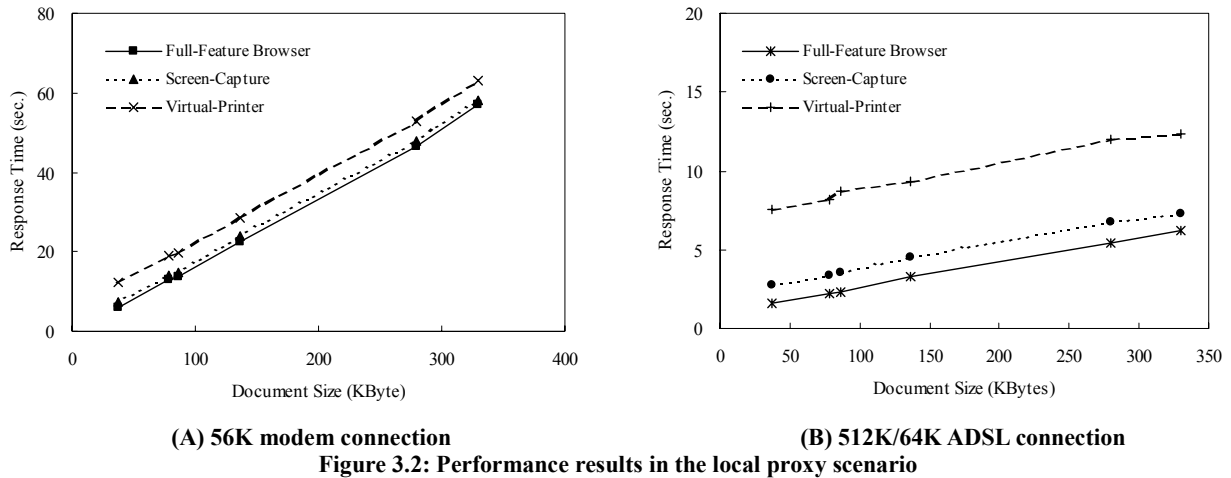 80
60
40
20
0
Response Time (sec.)
Full-Feature Browser
Screen-Capture
Virtual-Printer
0 100 200 300 400
Document Size (KByte)
(A) 56K modem connection
20
15
10
5
0
Response Time (sec.)
Full-Feature Browser
Screen-Capture
Virtual-Printer
0 50 100 150 200 250 300 350
Document Size (KBytes)
(B) 512K/64K ADSL connection
Figure 3.2: Performance results in the local proxy scenario